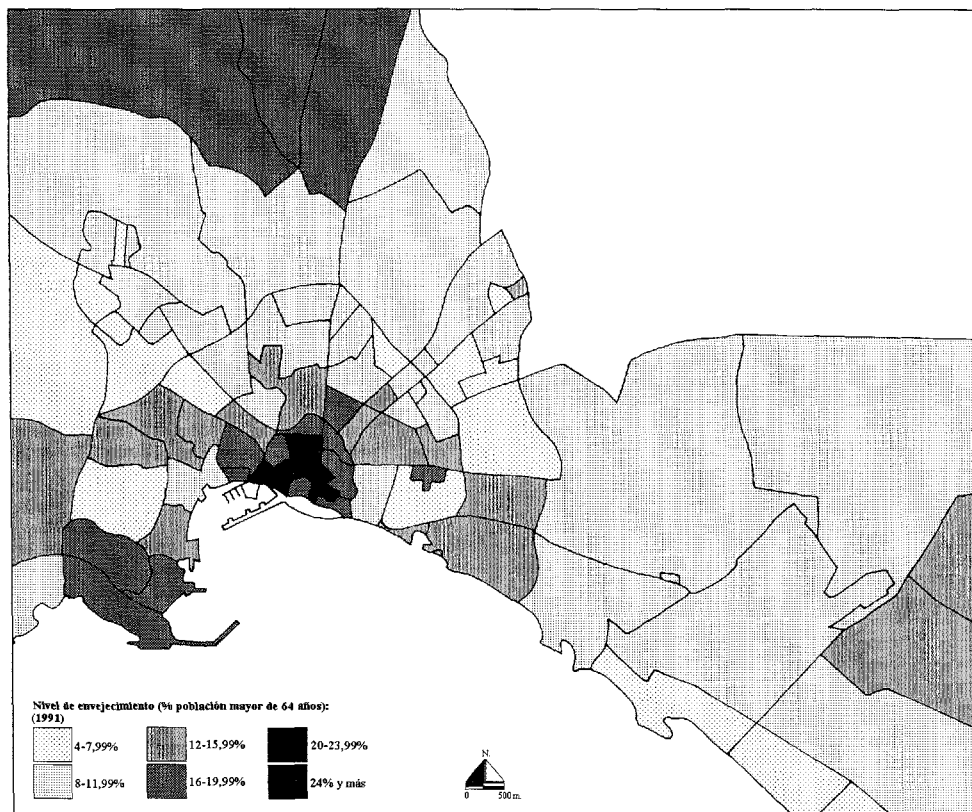 Nivel de envejecimiento (% población mayor de 64 años):
(1991)
4-7,99%
12-15,99%
20-23,99%
8-11,99%
16-19,99%
24% y más
N.
0 500 m.